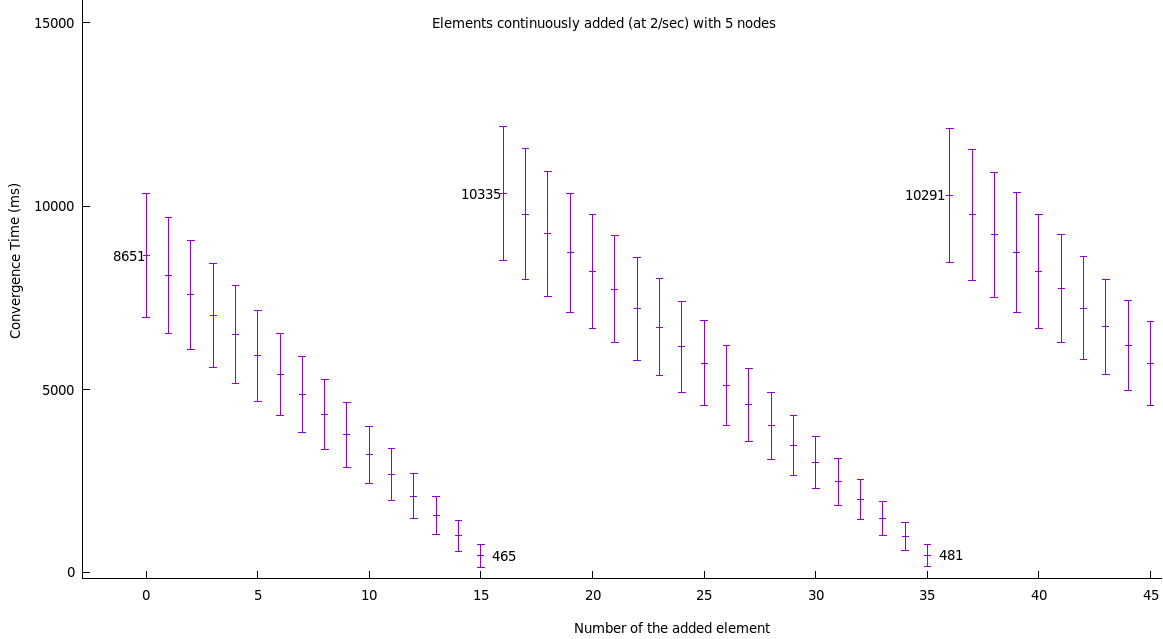 Elements continuously added (at 2/sec) with 5 nodes
15000
10000
5000
0
Convergence Time (ms)
8651
465
10335
481
10291
0 5 10 15 20 25 30 35 40 45
Number of the added element